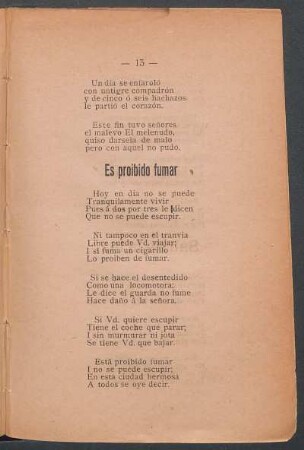 — 15 —
Un día se entaroló
con un tigre compadrón
y de cinco ó seis hachazos
le partió el corazón.
Este fin tuvo señores
el malevo El melenudo,
quiso darsela de malo
pero con aquel no pudo.
Es proibido fumar
Hoy en día no se puede
Tranquilamente vivir
Pues á dos por tres le dicen
Que no se puede escupir.
Ni tampoco en el tranvía
Libre puede Vd. viajar;
I si fuma un cigarillo
Lo proiben de fumar.
Si se hace el desentedido
Como una locomotora;
Le dice el guarda no fume
Hace daño á la señora...
Si Vd. quiere escupir
Tiene el coche que parar;
I sin murmurar ni jota
Se tiene Vd. que bajar.
Está proibido fumar
I no se puede escupir;
En esta ciudad hermosa
A todos se oye decir.